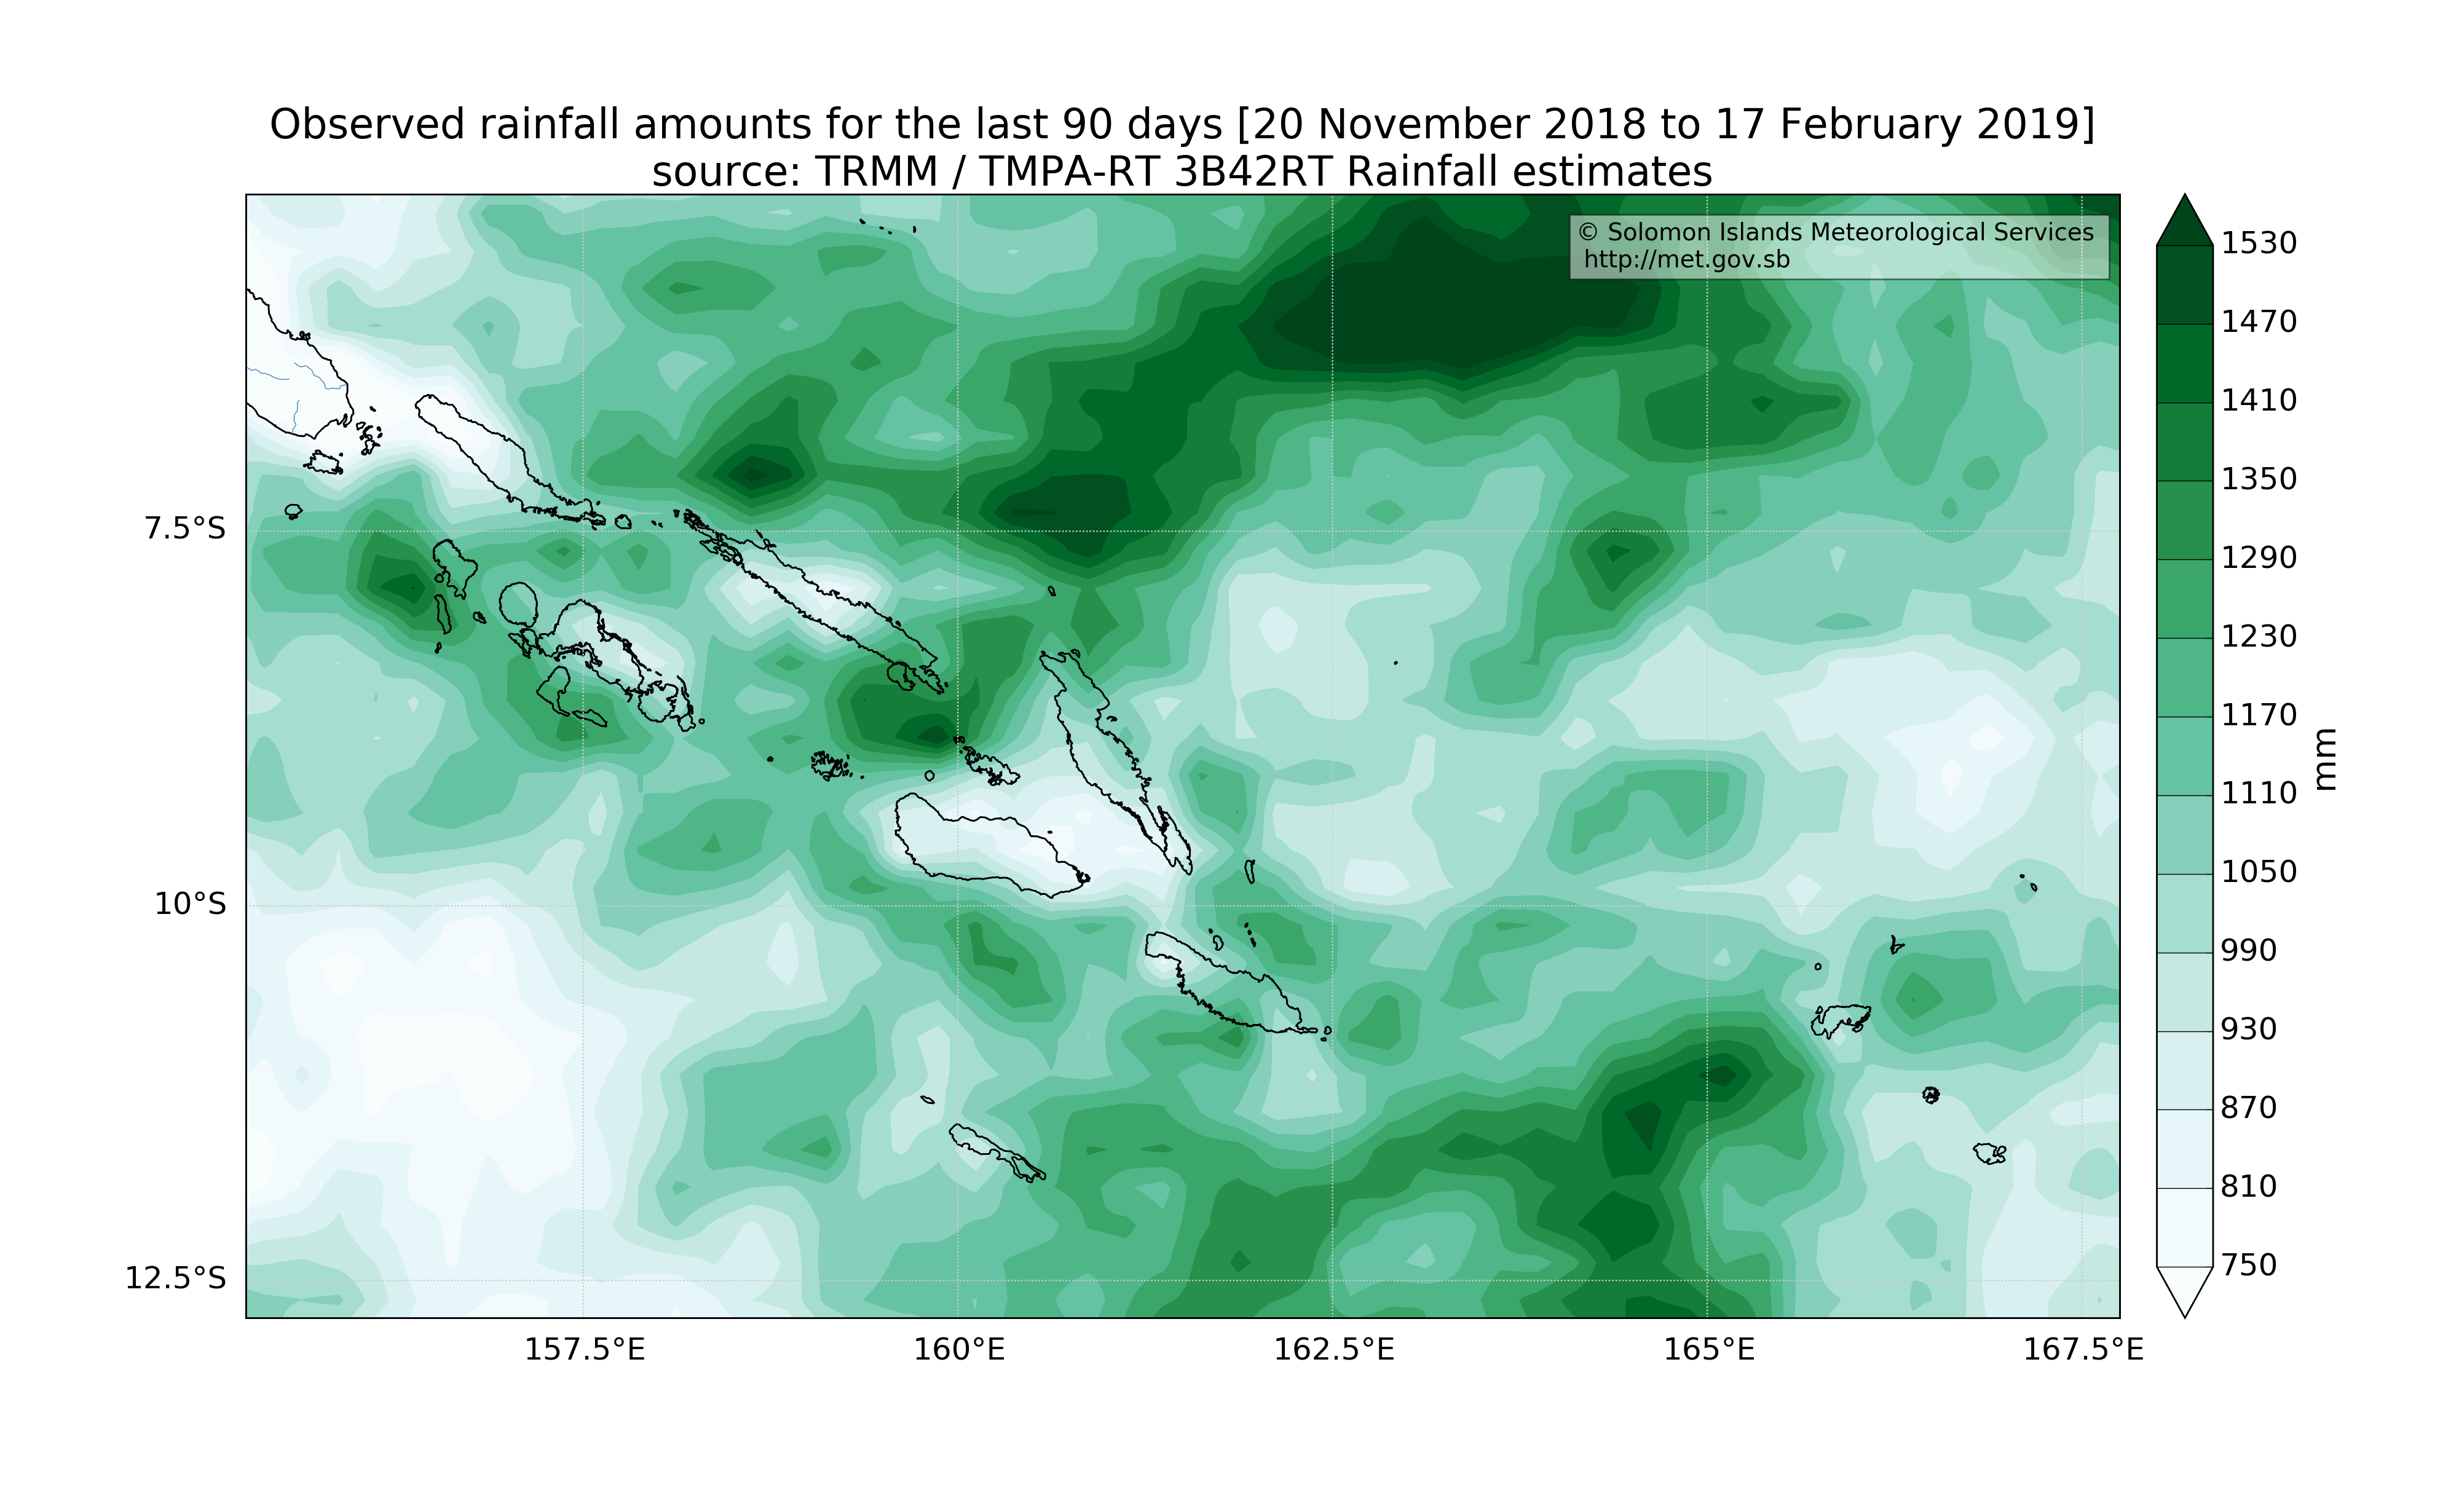 Observed rainfall amounts for the last 90 days [20 November 2018 to 17 February 2019]
source: TRMM / TMPA-RT 3B42RT Rainfall estimates
© Solomon Islands Meteorological Services
http://met.gov.sb
7.5°S
10°S
12.5°S
157.5°E
160°E
162.5°E
165°E
167.5°E
1530
1470
1410
1350
1290
1230
1170
1110
1050
990
930
870
810
750
mm